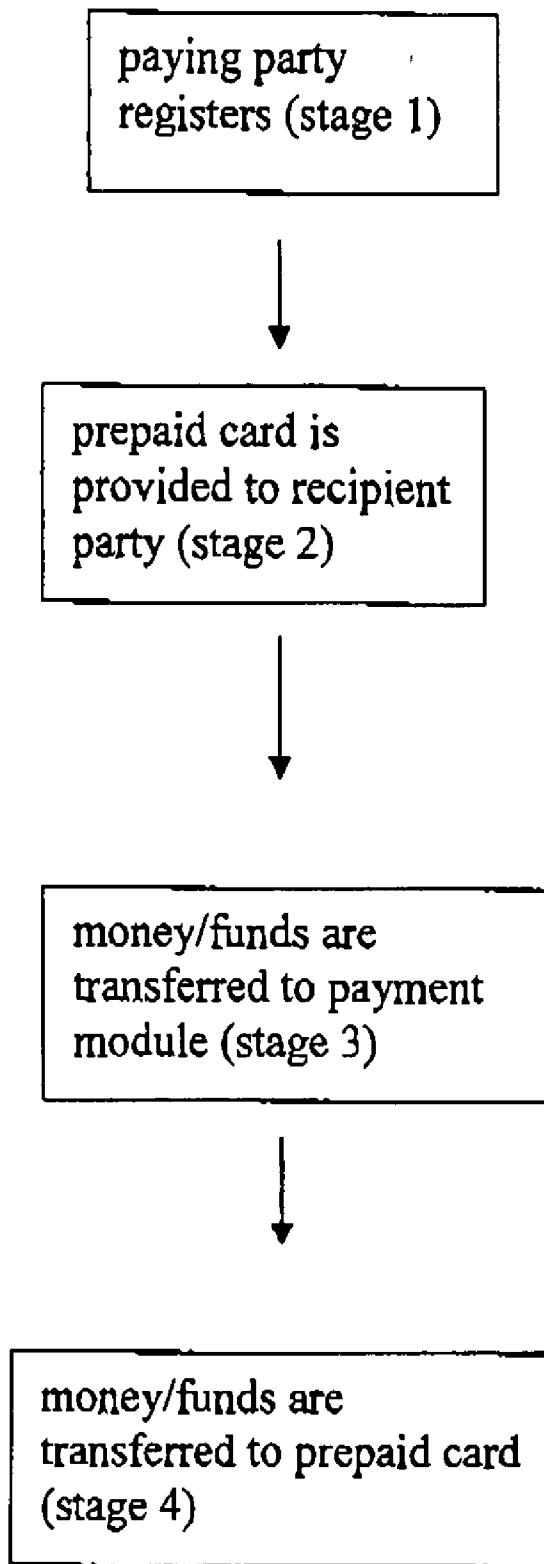 paying party
registers (stage 1)
prepaid card is
provided to recipient
party (stage 2)
money/funds are
transferred to payment
module (stage 3)
money/funds are
transferred to prepaid card
(stage 4)